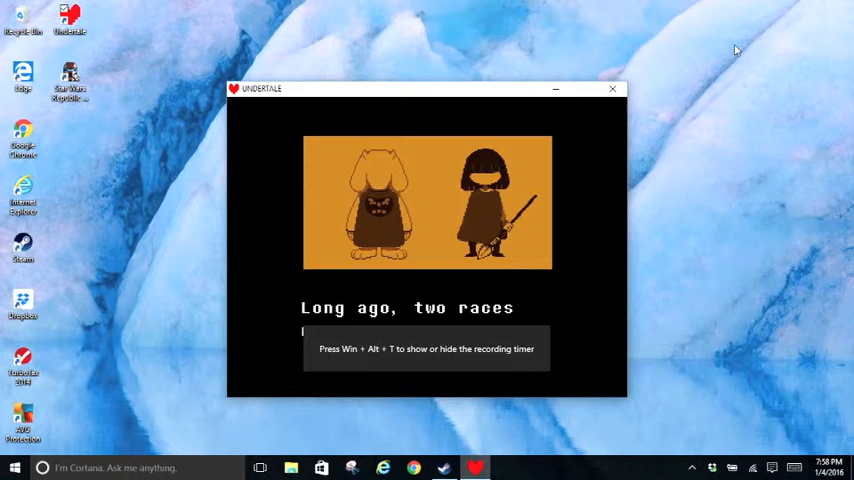 Recycle Bin
Undertale
Edge
Star Wars
Republic ...
Google
Chrome
Internet
Explorer
Steam
Dropbox
TurboTax
2014
AVG
Protection
UNDERTALE
Long ago, two races
Press Win + Alt + T to show or hide the recording timer
I'm Cortana. Ask me anything.
7:58 PM
1/4/2016